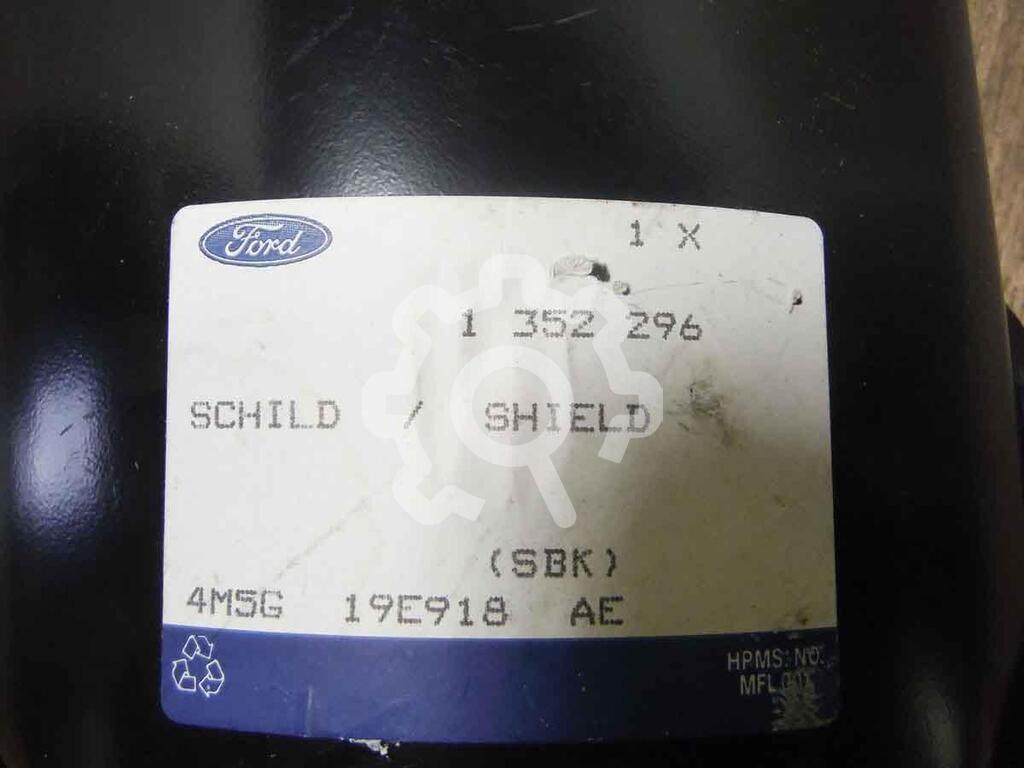 Ford
1 X
1 352 296
SCHILD / SHIELD
(SBK)
4M5G 19E918 AE
HPMS NO.